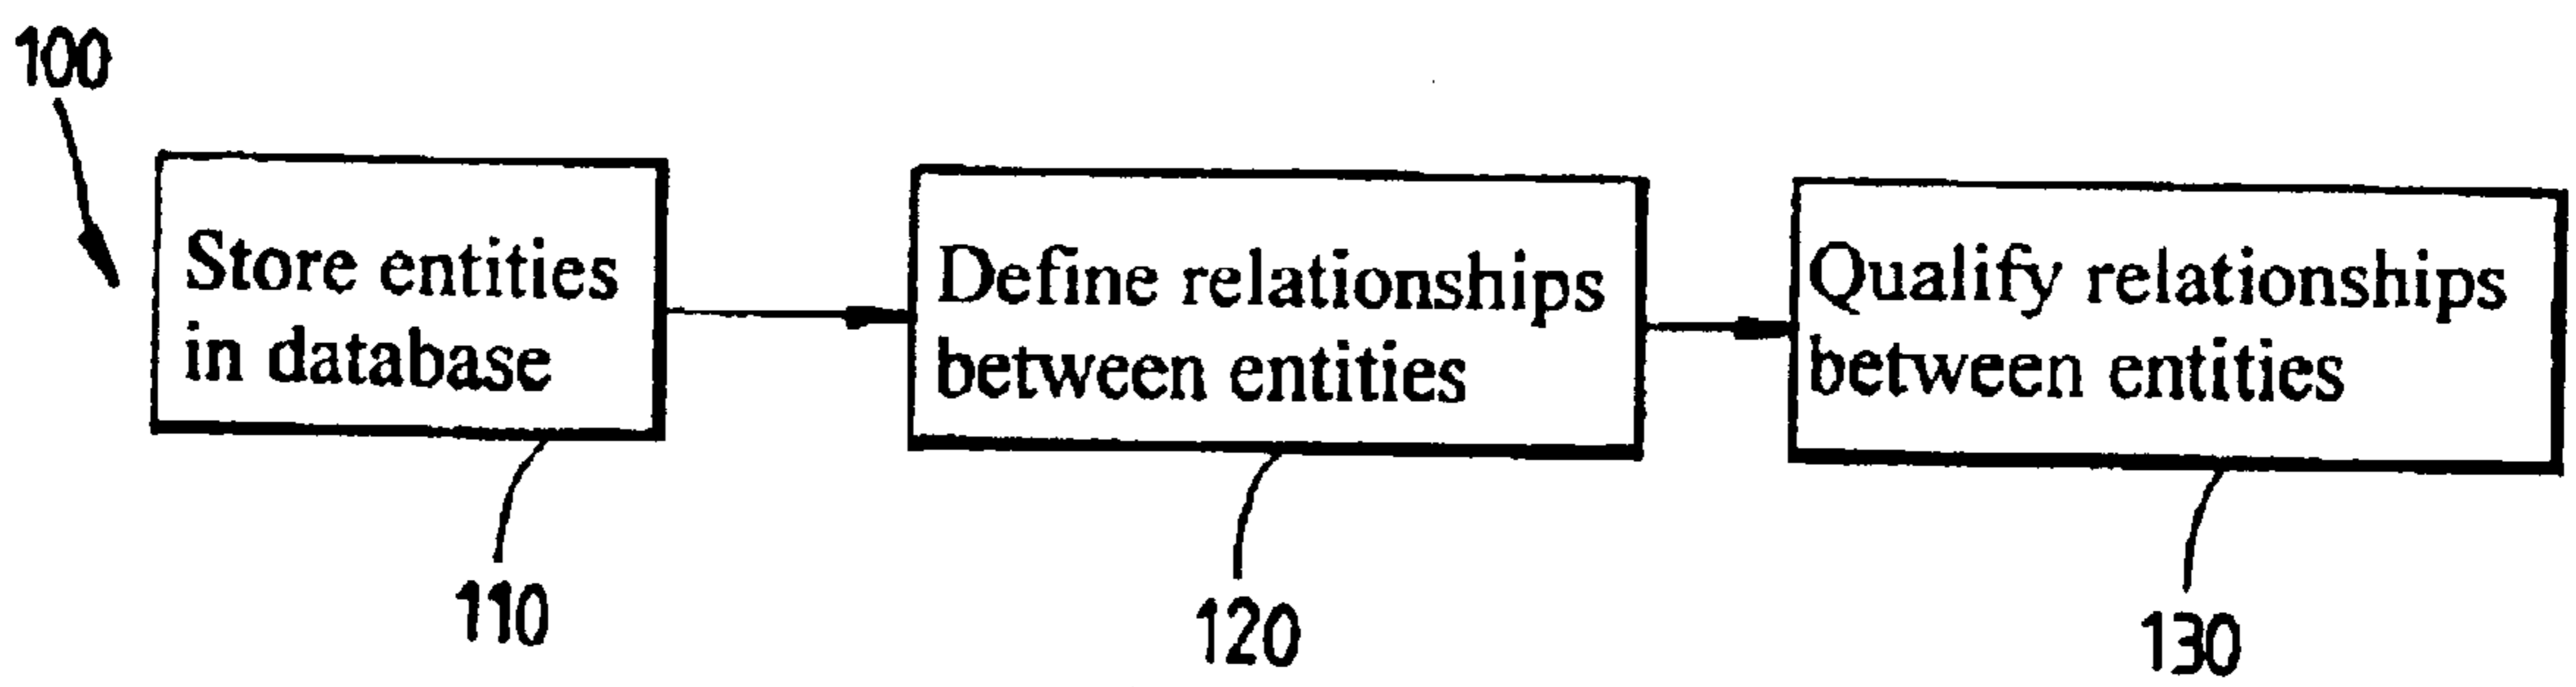 100
Store entities
in database
Define relationships
between entities
Qualify relationships
between entities
110
120
130